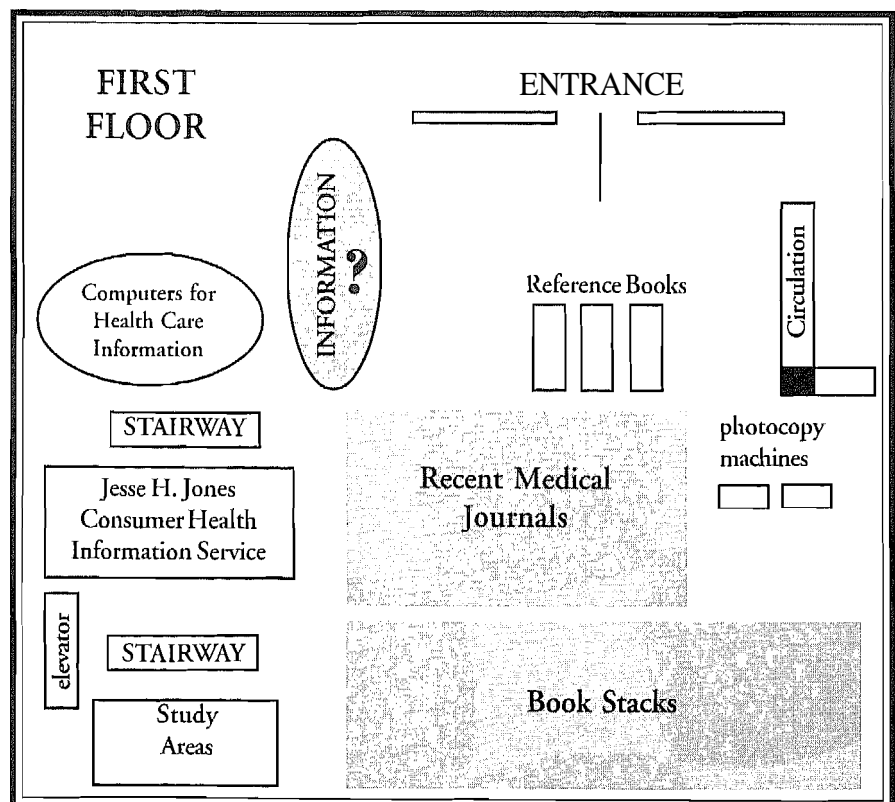 FIRST
FLOOR
ENTRANCE
INFORMATION
?
Computers for
Health Care
Information
Reference Books
Circulation
STAIRWAY
photocopy
machines
Recent Medical
Journals
Jesse H. Jones
Consumer Health
Information Service
elevator
STAIRWAY
Study
Areas
Book Stacks